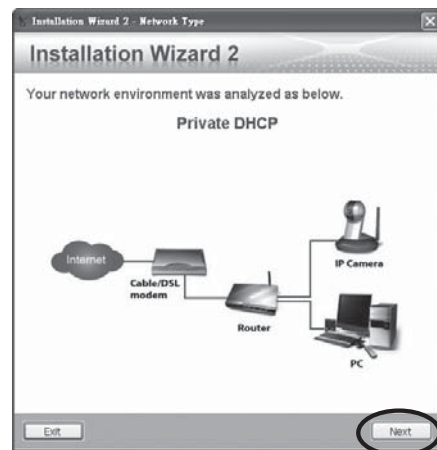 Installation Wizard 2 - Network Type
Installation Wizard 2
Your network environment was analyzed as below.
Private DHCP
Internet
Cable/DSL
modem
IP Camera
Router
PC
Exit
Next